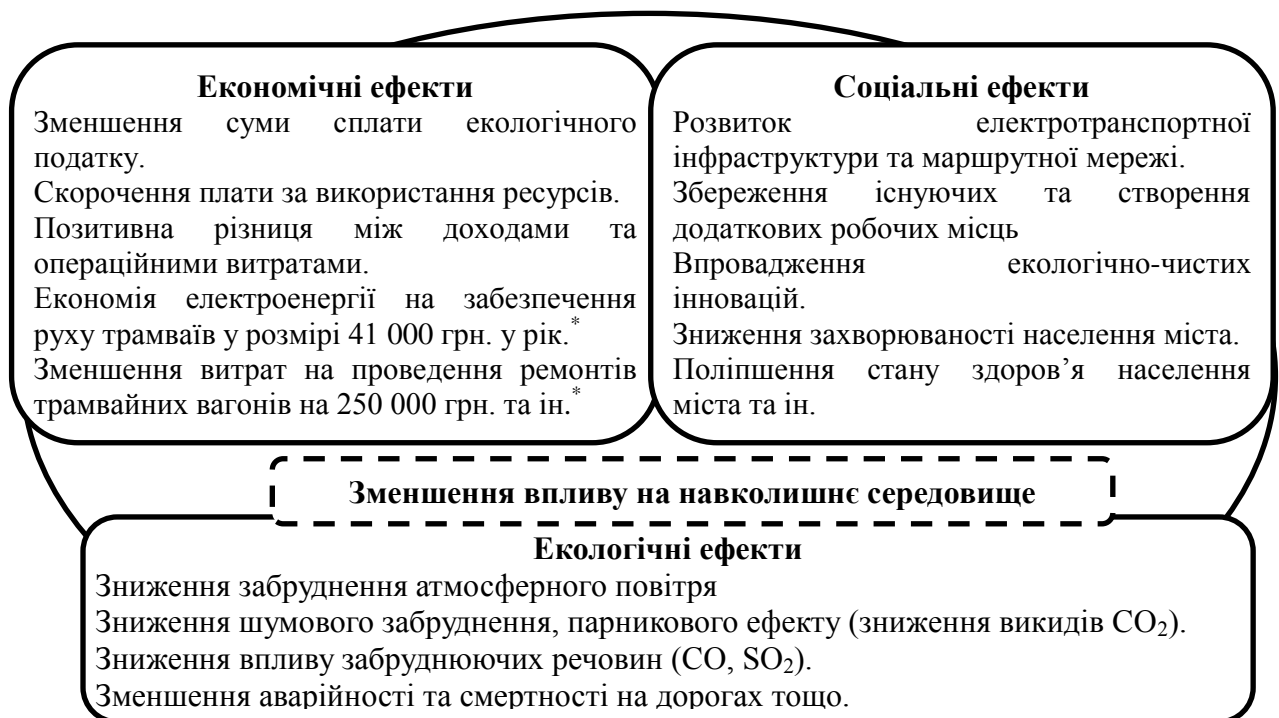 Економічні ефекти
Зменшення суми сплати екологічного
податку.
Скорочення плати за використання ресурсів.
Позитивна різниця між доходами та
операційними витратами.
Економія електроенергії на забезпечення
руху трамваїв у розмірі 41 000 грн. у рік.*
Зменшення витрат на проведення ремонтів
трамвайних вагонів на 250 000 грн. та ін.*
Соціальні ефекти
Розвиток електротранспортної
інфраструктури та маршрутної мережі.
Збереження існуючих та створення
додаткових робочих місць
Впровадження екологічно-чистих
інновацій.
Зниження захворюваності населення міста.
Поліпшення стану здоров’я населення
міста та ін.
Зменшення впливу на навколишнє середовище
Екологічні ефекти
Зниження забруднення атмосферного повітря
Зниження шумового забруднення, парникового ефекту (зниження викидів CO₂).
Зниження впливу забруднюючих речовин (CO, SO₂).
Зменшення аварійності та смертності на дорогах тощо.